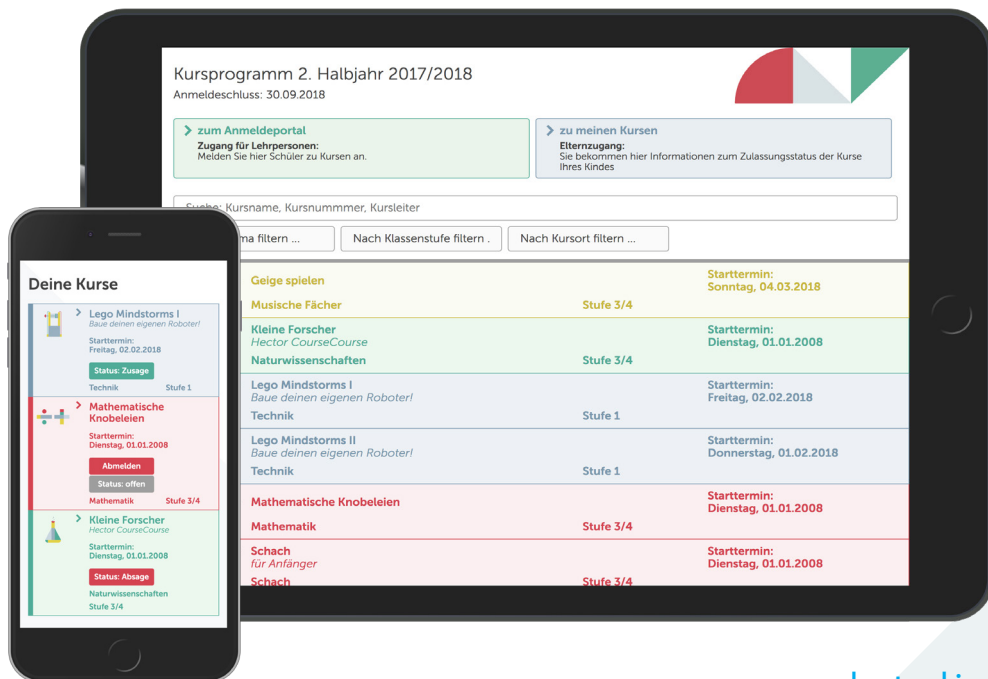 Kursprogramm 2. Halbjahr 2017/2018
Anmeldeschluss: 30.09.2018
zum Anmeldeportal
Zugang für Lehrpersonen:
Melden Sie hier Schüler zu Kursen an.
zu meinen Kursen
Elternzugang:
Sie bekommen hier Informationen zum Zulassungsstatus der Kurse
Ihres Kindes
Suche: Kursname, Kursnummmer, Kursleiter
filtern ... Nach Klassenstufe filtern . Nach Kursort filtern ...
Geige spielen Starttermin:
Sonntag, 04.03.2018
Musische Fächer Stufe 3/4
Kleine Forscher Starttermin:
Hector CourseCourse Dienstag, 01.01.2008
Naturwissenschaften Stufe 3/4
Lego Mindstorms I Starttermin:
Baue deinen eigenen Roboter! Freitag, 02.02.2018
Technik Stufe 1
Lego Mindstorms II Starttermin:
Baue deinen eigenen Roboter! Donnerstag, 01.02.2018
Technik Stufe 1
Mathematische Knobeleien Starttermin:
Dienstag, 01.01.2008
Mathematik Stufe 3/4
Schach Starttermin:
für Anfänger Dienstag, 01.01.2008
Schach Stufe 3/4
Deine Kurse
Lego Mindstorms I
Baue deinen eigenen Roboter!
Starttermin:
Freitag, 02.02.2018
Status: Zusage
Technik Stufe 1
Mathematische
Knobeleien
Starttermin:
Dienstag, 01.01.2008
Abmelden
Status: offen
Mathematik Stufe 3/4
Kleine Forscher
Hector CourseCourse
Starttermin:
Dienstag, 01.01.2008
Status: Absage
Naturwissenschaften
Stufe 3/4